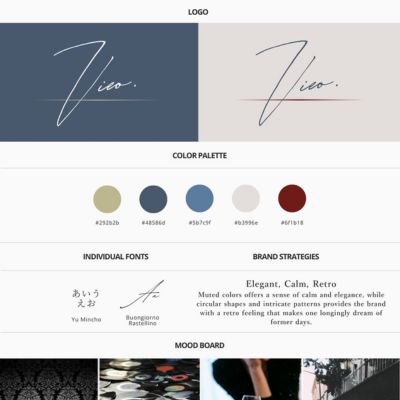 LOGO
Vieo.
Vieo.
COLOR PALETTE
#292b2b
#48586d
#5b7c9f
#b3996e
#6f1b18
INDIVIDUAL FONTS
BRAND STRATEGIES
あいう
えお
Aa
Yu Mincho
Buongiorno
Rastellino
Elegant, Calm, Retro
Muted colors offers a sense of calm and elegance, while
circular shapes and intricate patterns provides the brand
with a retro feeling that makes one longingly dream of
former days.
MOOD BOARD